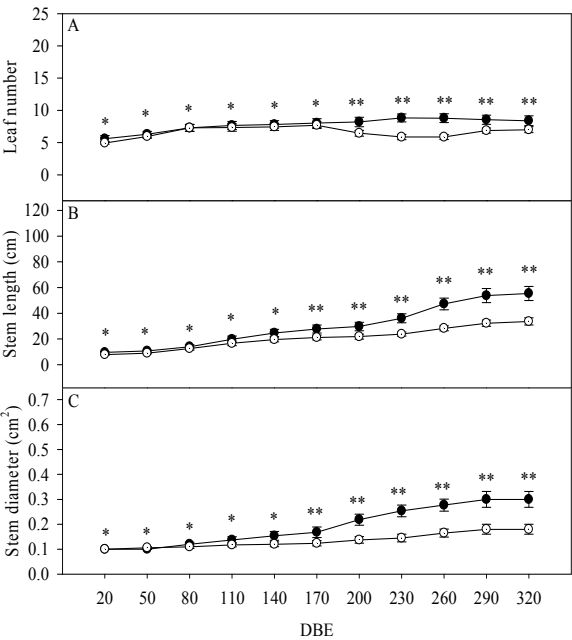 25
A
* * * * * * ** ** ** ** **
20
15
10
5
0
Leaf number
120
B
* * * * * ** ** ** ** ** **
100
80
60
40
20
0
Stem length (cm)
0.7
C
* * * * * ** ** ** ** ** **
0.6
0.5
0.4
0.3
0.2
0.1
0.0
Stem diameter (cm²)
20 50 80 110 140 170 200 230 260 290 320
DBE